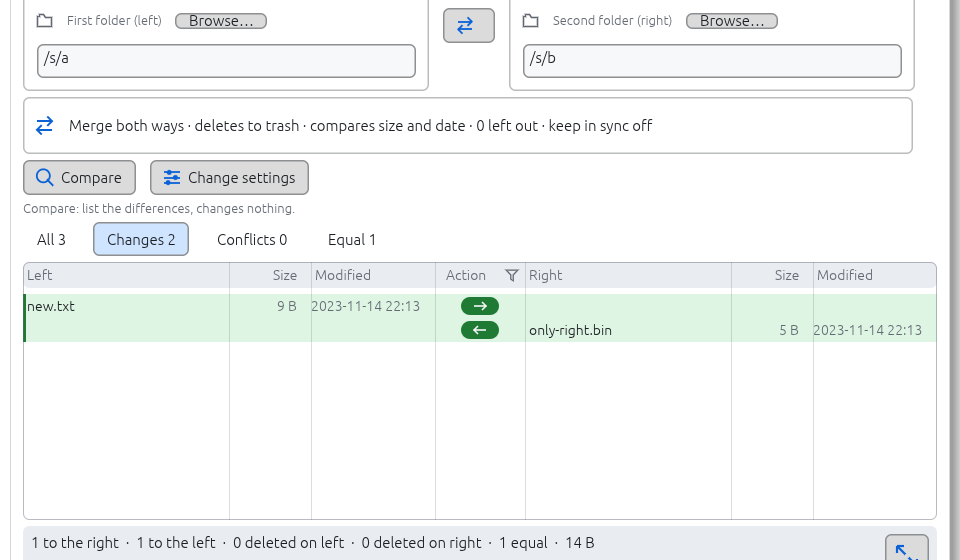 First folder (left) Browse... Second folder (right) Browse...
/s/a /s/b
Merge both ways · deletes to trash · compares size and date · 0 left out · keep in sync off
Compare Change settings
Compare: list the differences, changes nothing.
All 3 Changes 2 Conflicts 0 Equal 1
Left Size Modified Action Right Size Modified
new.txt 9 B 2023-11-14 22:13
only-right.bin 5 B 2023-11-14 22:13
1 to the right · 1 to the left · 0 deleted on left · 0 deleted on right · 1 equal · 14 B